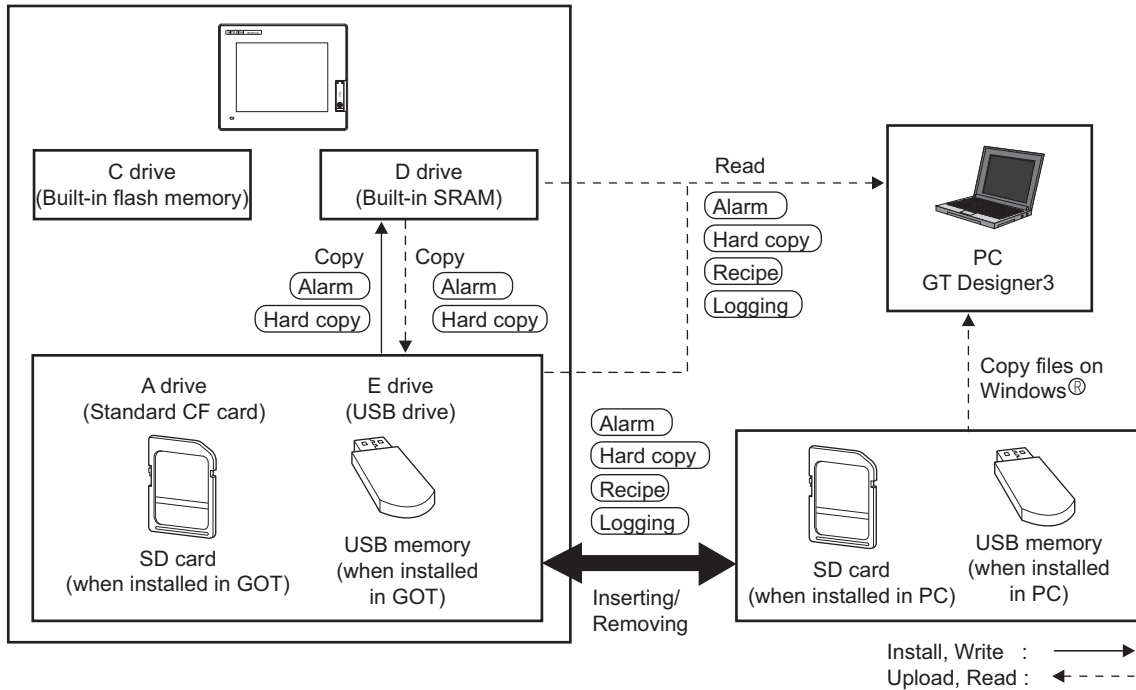 C drive
(Built-in flash memory)
D drive
(Built-in SRAM)
Copy
Alarm
Hard copy
Copy
Alarm
Hard copy
A drive
(Standard CF card)
SD card
(when installed in GOT)
E drive
(USB drive)
USB memory
(when installed
in GOT)
Read
Alarm
Hard copy
Recipe
Logging
PC
GT Designer3
Copy files on
Windows®
Alarm
Hard copy
Recipe
Logging
Inserting/
Removing
SD card
(when installed in PC)
USB memory
(when installed
in PC)
Install, Write :
Upload, Read :